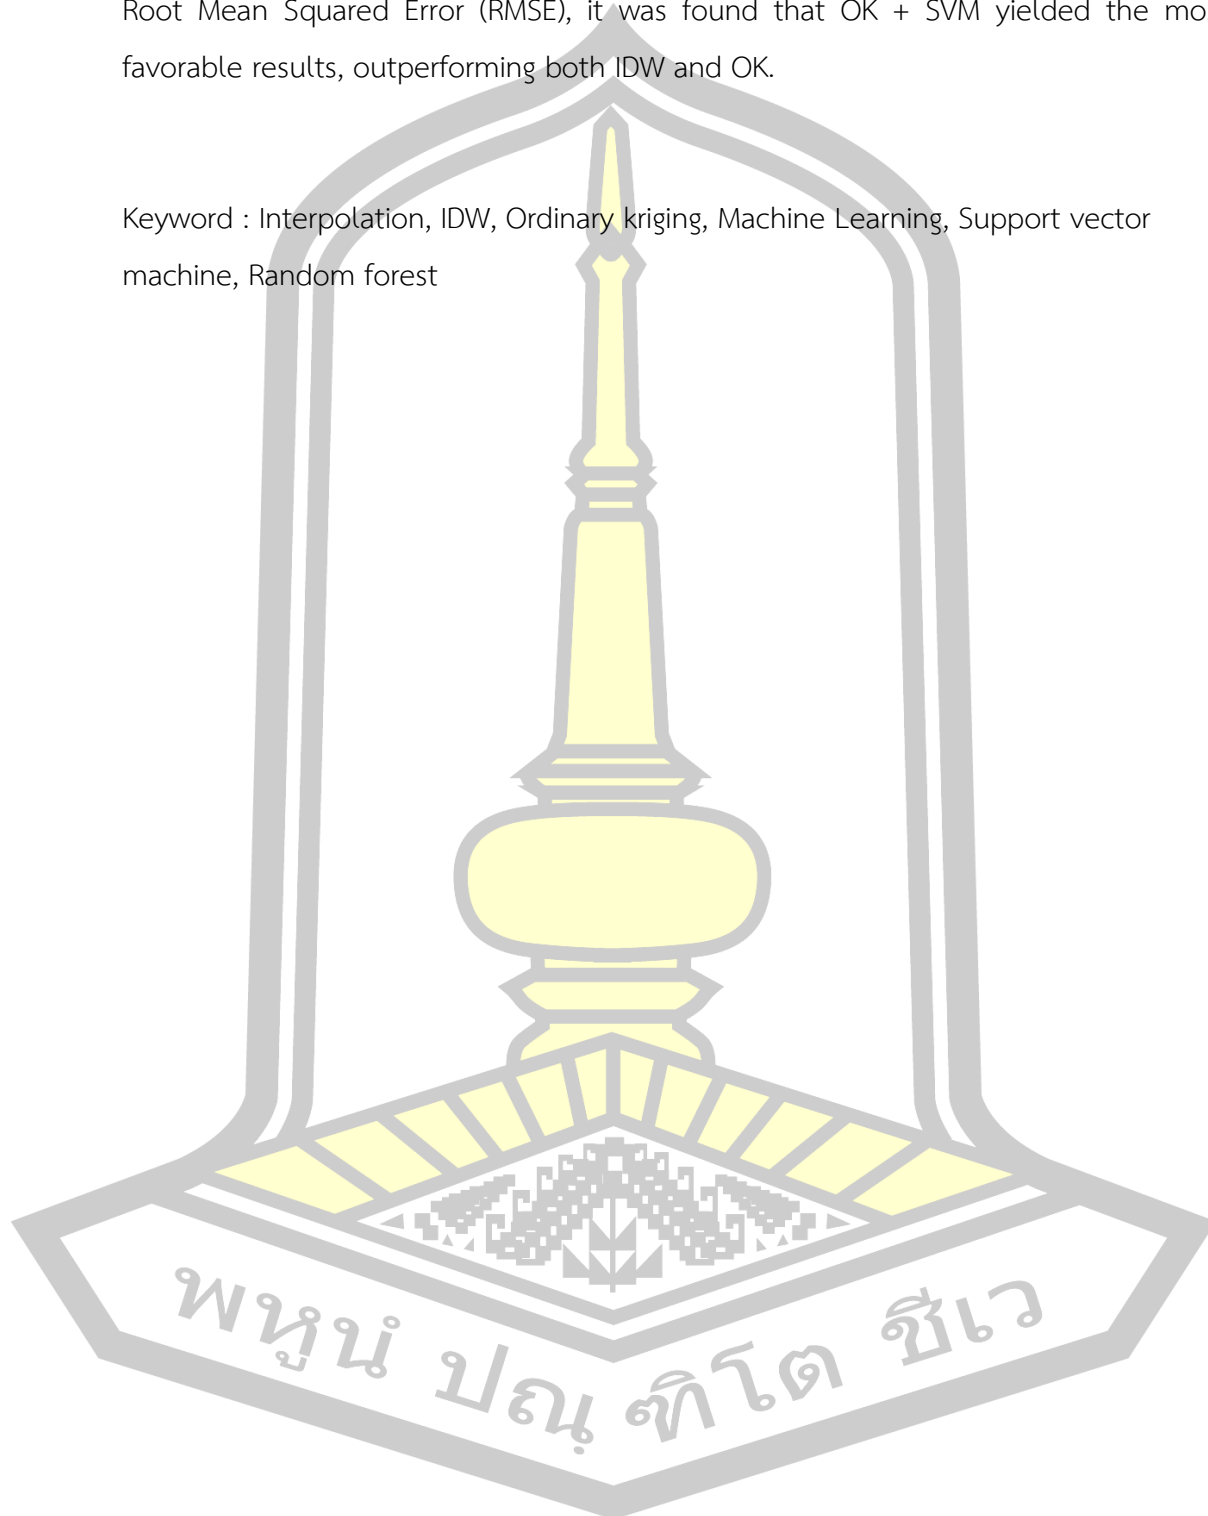 Root Mean Squared Error (RMSE), it was found that OK + SVM yielded the mo
favorable results, outperforming both IDW and OK.
Keyword : Interpolation, IDW, Ordinary kriging, Machine Learning, Support vector
machine, Random forest
พหูนํ ปณฺฑิโต ชีเว